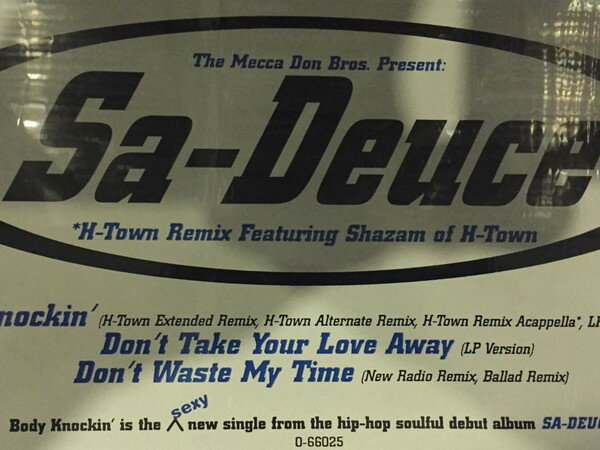 The Mecca Don Bros. Present:
Sa-Deuce
*H-Town Remix Featuring Shazam of H-Town
nockin' (H-Town Extended Remix, H-Town Alternate Remix, H-Town Remix Acappella*, LP
Don't Take Your Love Away (LP Version)
Don't Waste My Time (New Radio Remix, Ballad Remix)
sexy
Body Knockin' is the ^ new single from the hip-hop soulful debut album SA-DEUC
0-66025